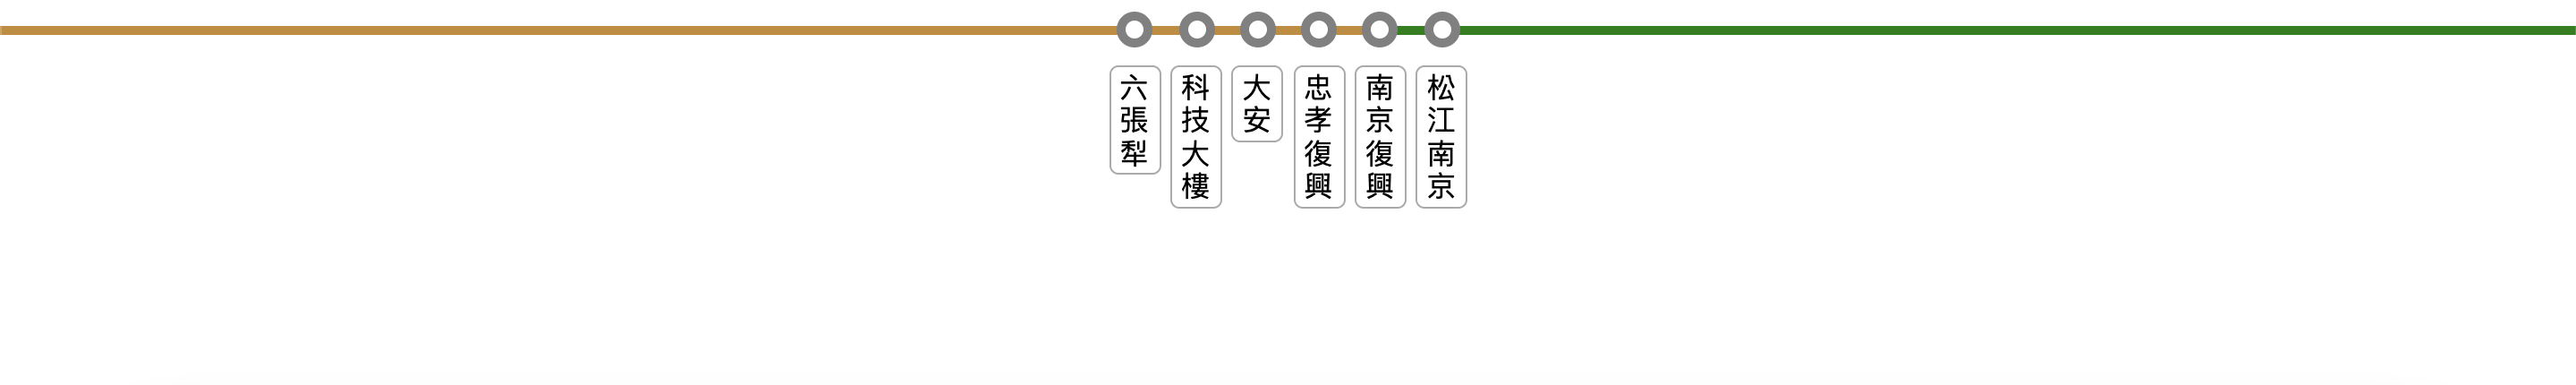 六張犁
科技大樓
大安
忠孝復興
南京復興
松江南京